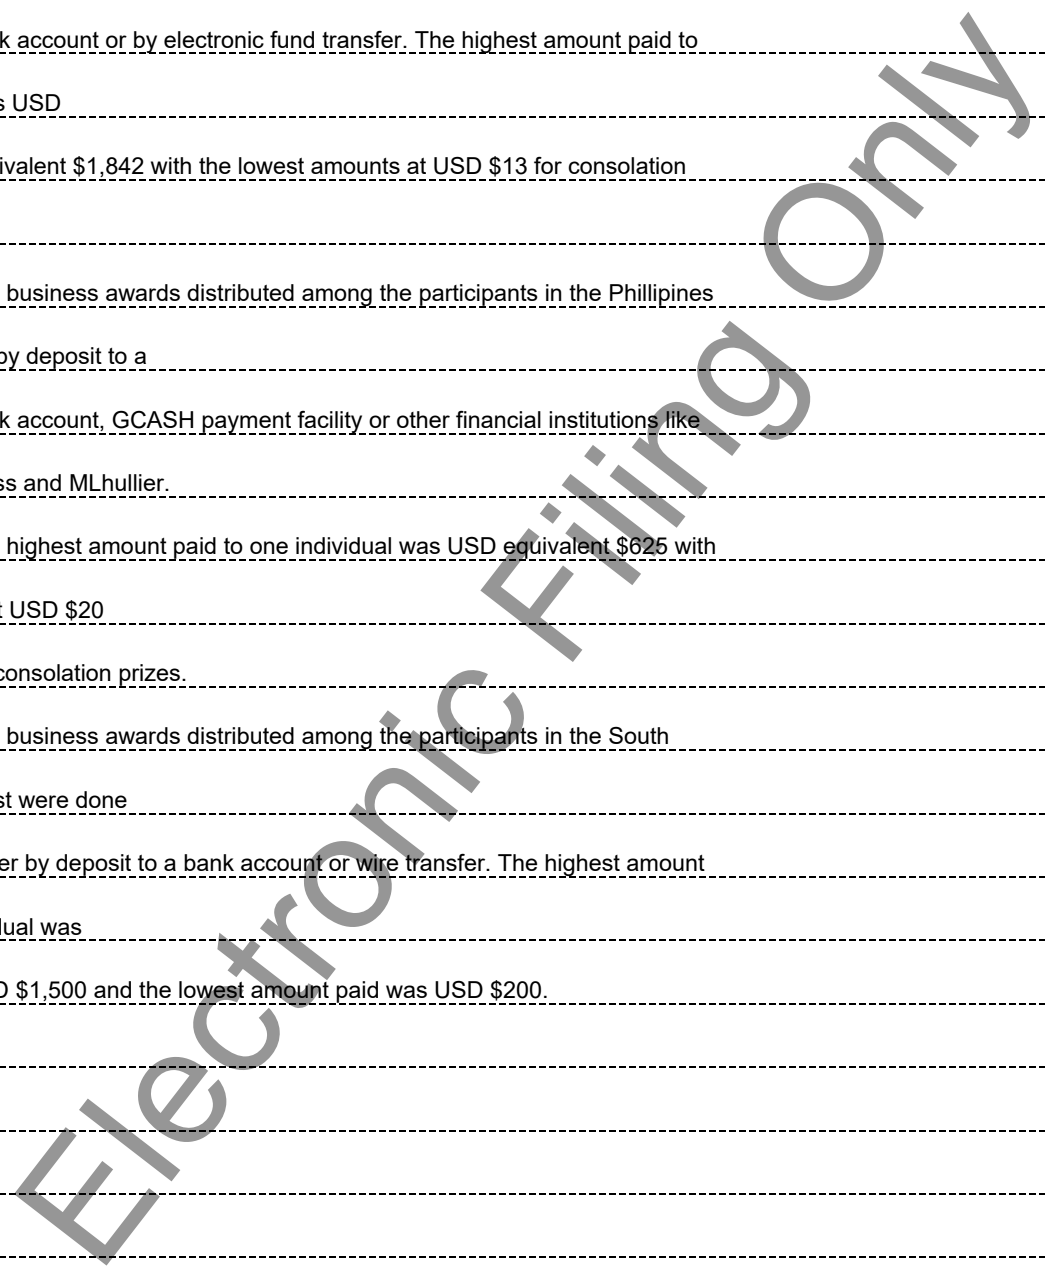 k account or by electronic fund transfer. The highest amount paid to
s USD
ivalent $1,842 with the lowest amounts at USD $13 for consolation
business awards distributed among the participants in the Phillipines
by deposit to a
k account, GCASH payment facility or other financial institutions like
ss and MLhullier.
highest amount paid to one individual was USD equivalent $625 with
t USD $20
consolation prizes.
business awards distributed among the participants in the South
st were done
er by deposit to a bank account or wire transfer. The highest amount
dual was
D $1,500 and the lowest amount paid was USD $200.
Electronic Filing Only